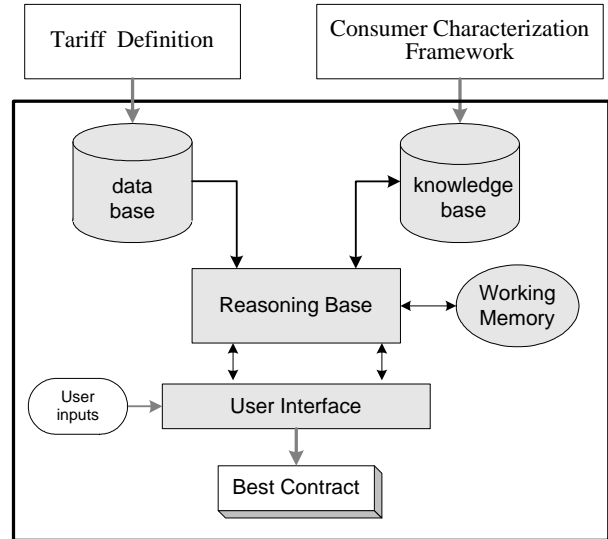 Tariff Definition
Consumer Characterization
Framework
data
base
knowledge
base
Reasoning Base
Working
Memory
User
inputs
User Interface
Best Contract